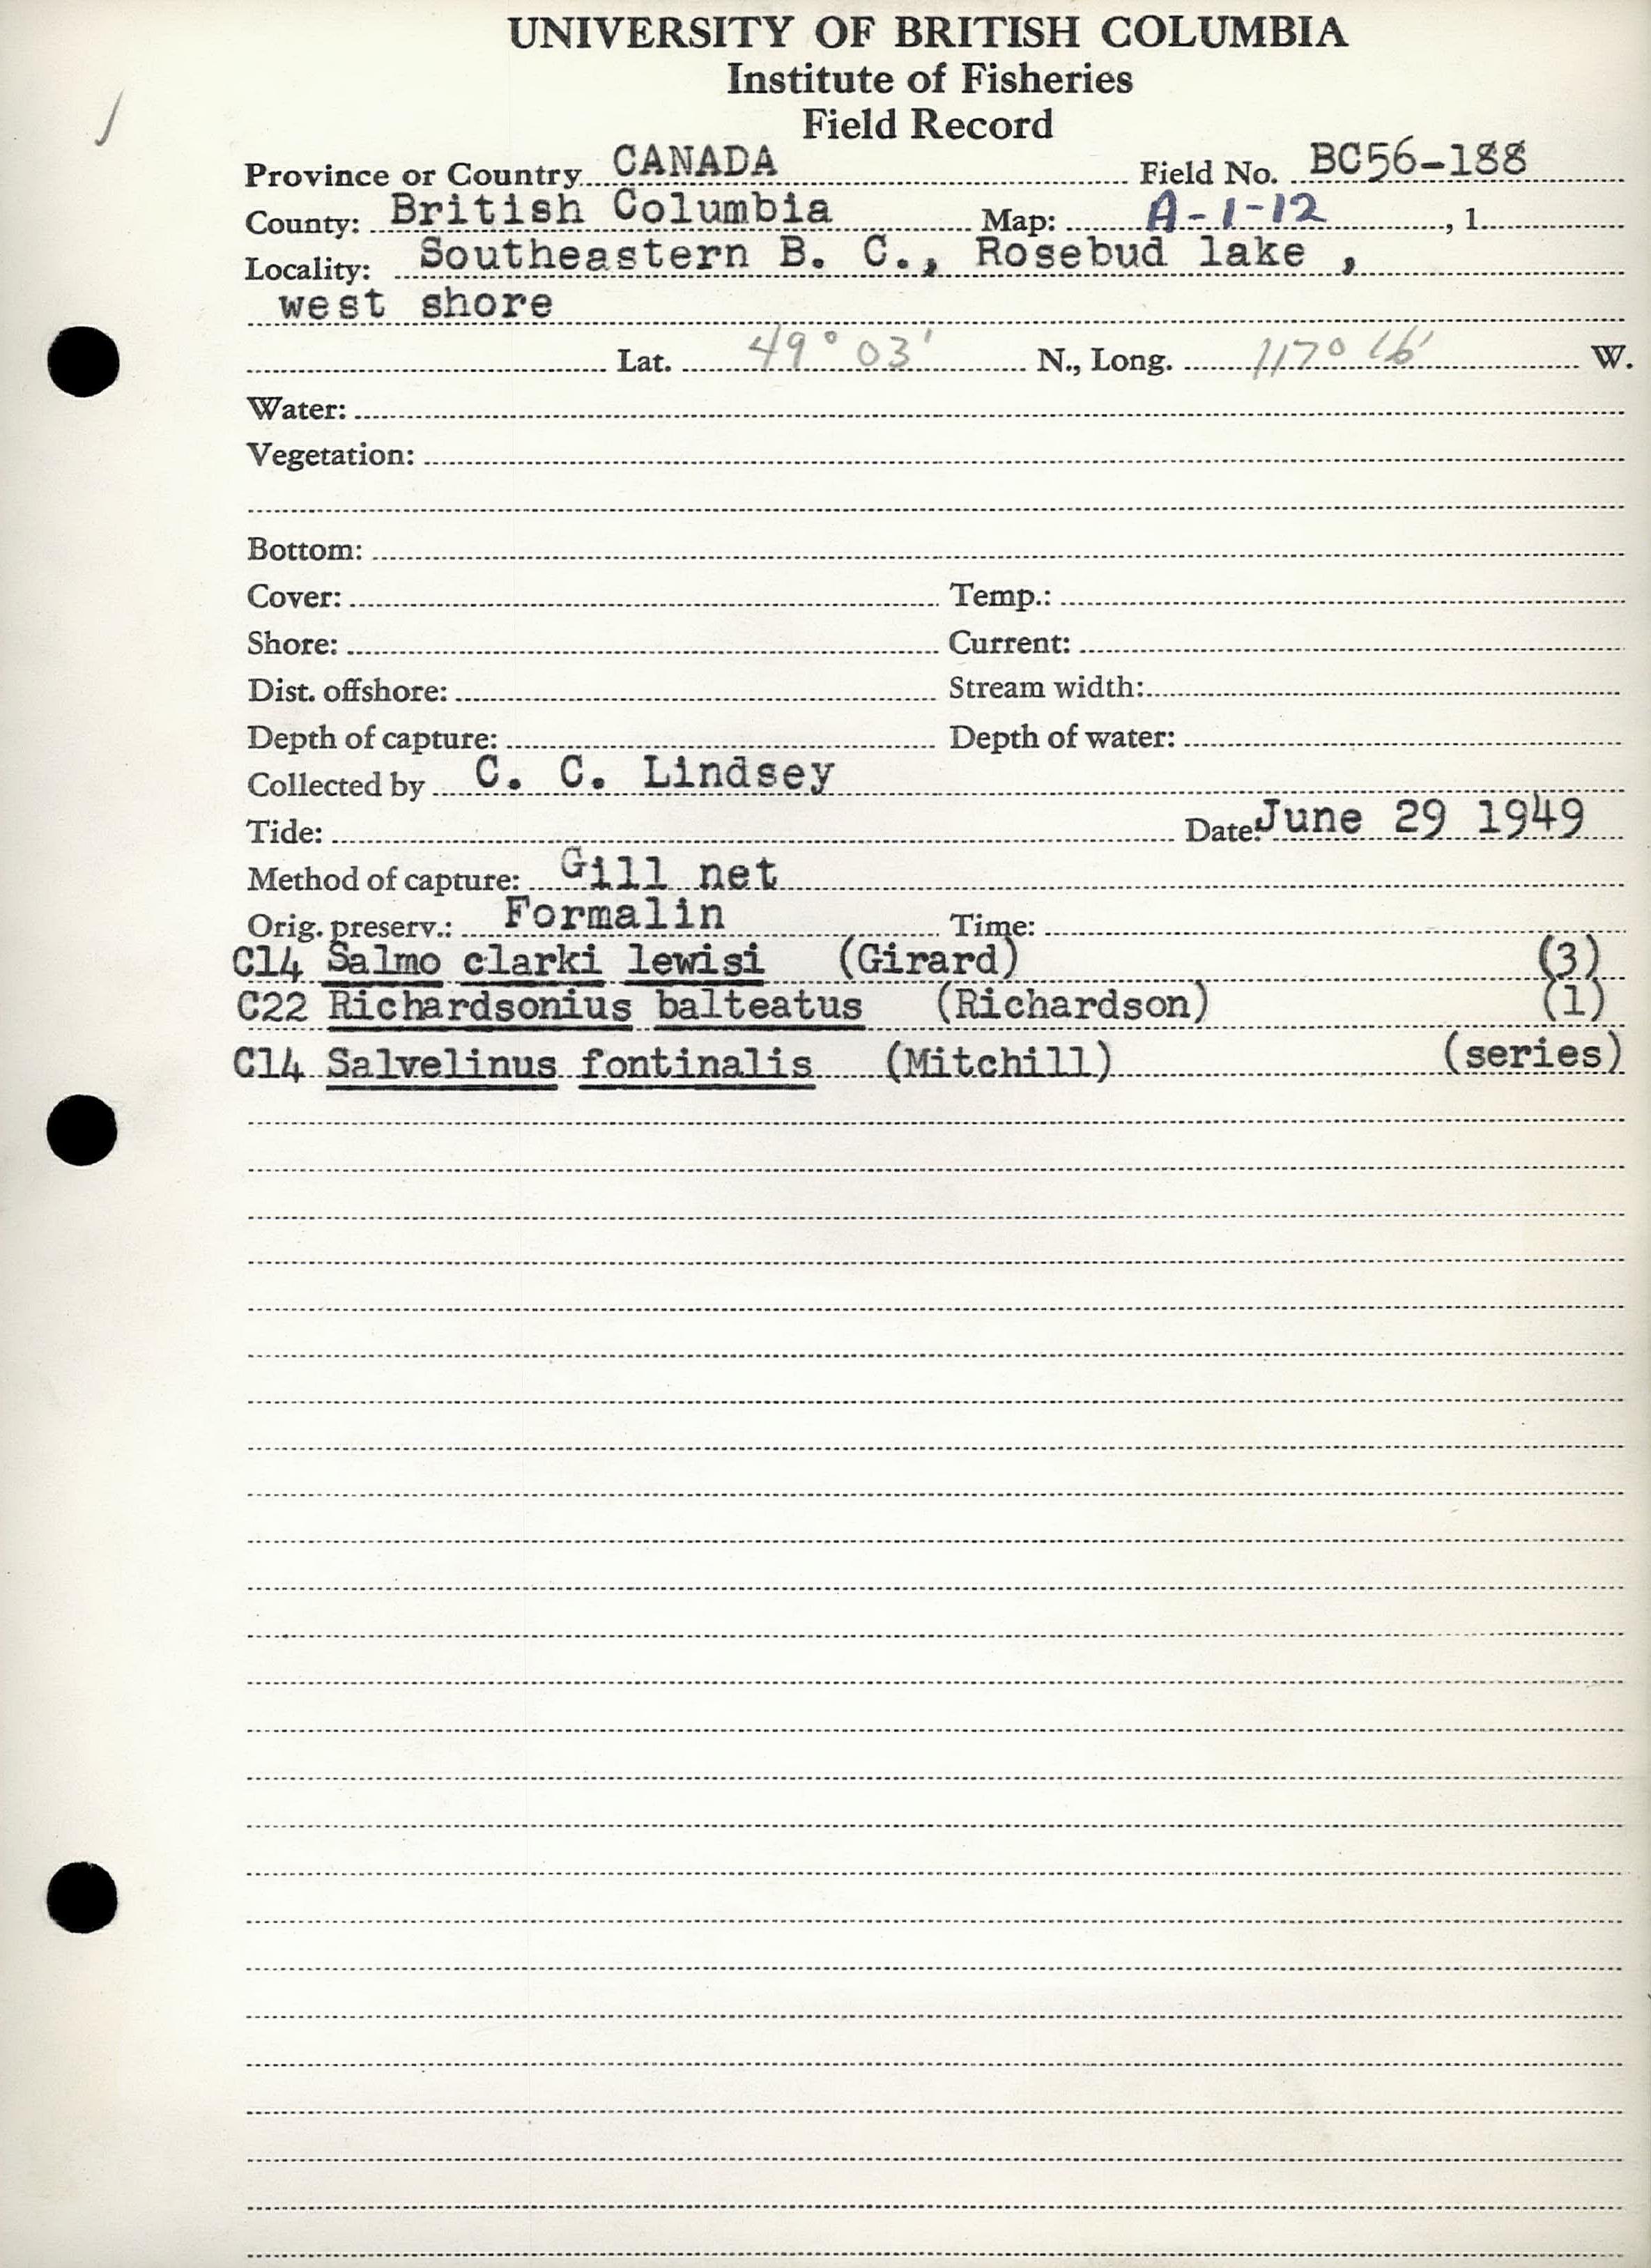 UNIVERSITY OF BRITISH COLUMBIA
Institute of Fisheries
Field Record
Province or Country CANADA Field No. BC56-188
County: British Columbia Map: A-1-12, 1.
Locality: Southeastern B. C., Rosebud lake ,
west shore
Lat. 49° 03' N., Long. 117° 16' W.
Water:
Vegetation:
Bottom:
Cover: Temp.:
Shore: Current:
Dist. offshore: Stream width:
Depth of capture: Depth of water:
Collected by C. C. Lindsey
Tide: Date June 29 1949
Method of capture: Gill net
Orig. preserv.: Formalin Time:
C14 Salmo clarki lewisi (Girard) (3)
C22 Richardsonius balteatus (Richardson) (1)
C14 Salvelinus fontinalis (Mitchill) (series)